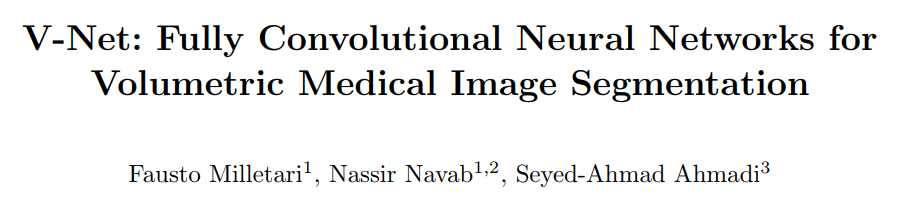 V-Net: Fully Convolutional Neural Networks for
Volumetric Medical Image Segmentation
Fausto Milletari¹, Nassir Navab¹,², Seyed-Ahmad Ahmadi³